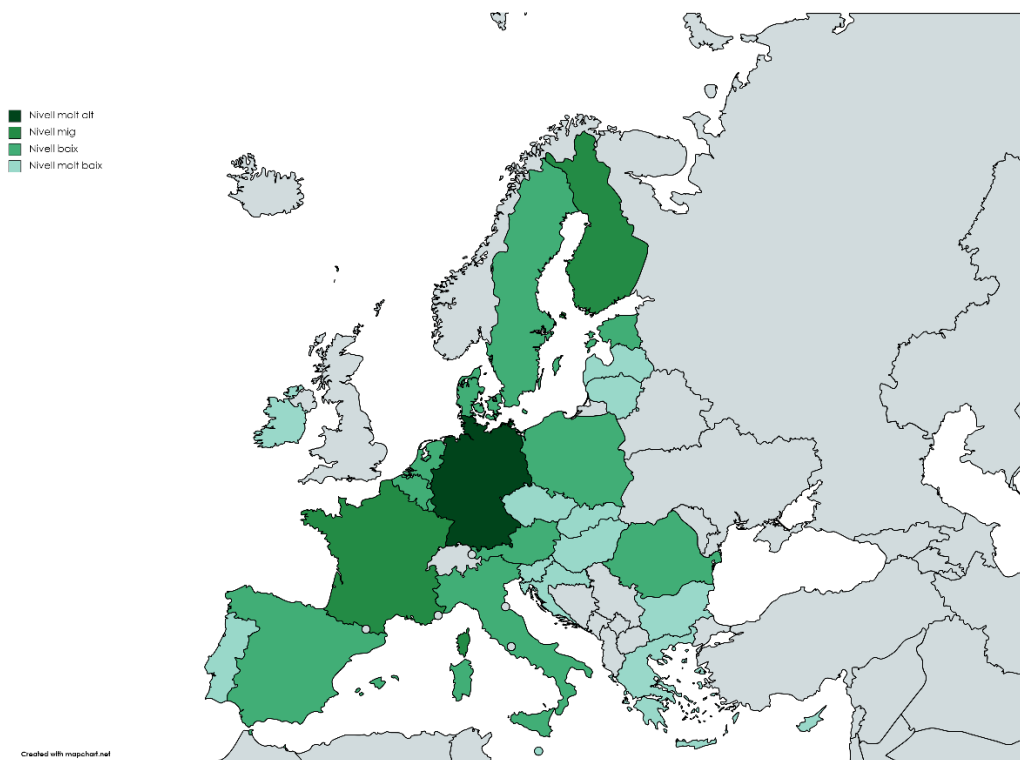 Nivell molt alt
Nivell mig
Nivell baix
Nivell molt baix
Created with mapchart.net